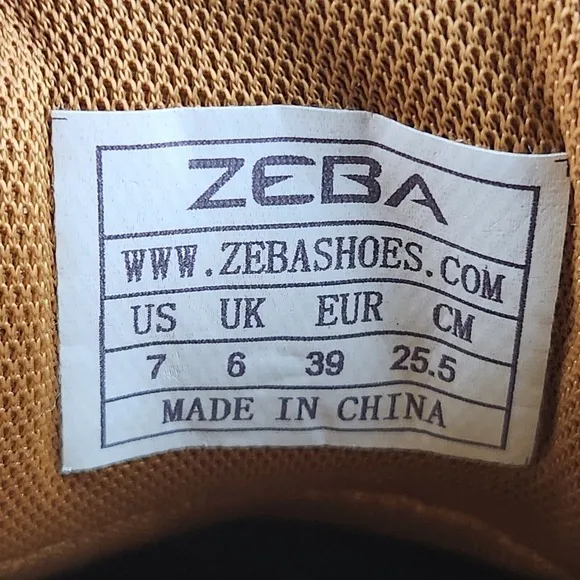 ZEBA
WWW.ZEBASHOES.COM
US UK EUR CM
7 6 39 25.5
MADE IN CHINA